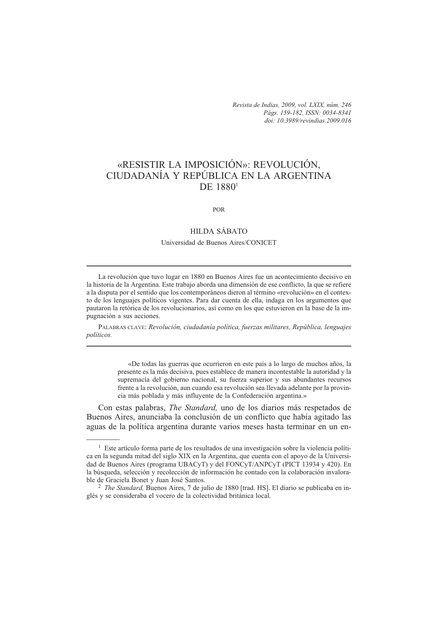 Revista de Indias, 2009, vol. LXIX, núm. 246
Págs. 159-182, ISSN: 0034-8341
doi: 10.3989/revindias.2009.016
«RESISTIR LA IMPOSICIÓN»: REVOLUCIÓN,
CIUDADANÍA Y REPÚBLICA EN LA ARGENTINA
DE 1880¹
POR
HILDA SÁBATO
Universidad de Buenos Aires/CONICET
La revolución que tuvo lugar en 1880 en Buenos Aires fue un acontecimiento decisivo en
la historia de la Argentina. Este trabajo aborda una dimensión de ese conflicto, la que se refiere
a la disputa por el sentido que los contemporáneos dieron al término «revolución» en el contex-
to de los lenguajes políticos vigentes. Para dar cuenta de ella, indaga en los argumentos que
pautaron la retórica de los revolucionarios, así como en los que estuvieron en la base de la im-
pugnación a sus acciones.
PALABRAS CLAVE: Revolución, ciudadanía política, fuerzas militares, República, lenguajes
políticos.
«De todas las guerras que ocurrieron en este país a lo largo de muchos años, la
presente es la más decisiva, pues establece de manera incontestable la autoridad y la
supremacía del gobierno nacional, su fuerza superior y sus abundantes recursos
frente a la revolución, aun cuando esa revolución sea llevada adelante por la provin-
cia más poblada y más influyente de la Confederación argentina.»
Con estas palabras, The Standard, uno de los diarios más respetados de
Buenos Aires, anunciaba la conclusión de un conflicto que había agitado las
aguas de la política argentina durante varios meses hasta terminar en un en-
¹ Este artículo forma parte de los resultados de una investigación sobre la violencia políti-
ca en la segunda mitad del siglo XIX en la Argentina, que cuenta con el apoyo de la Universi-
dad de Buenos Aires (programa UBACyT) y del FONCyT/ANPCyT (PICT 13934 y 420). En
la búsqueda, selección y recolección de información he contado con la colaboración invalora-
ble de Graciela Bonet y Juan José Santos.
² The Standard, Buenos Aires, 7 de julio de 1880 [trad. HS]. El diario se publicaba en in-
glés y se consideraba el vocero de la colectividad británica local.